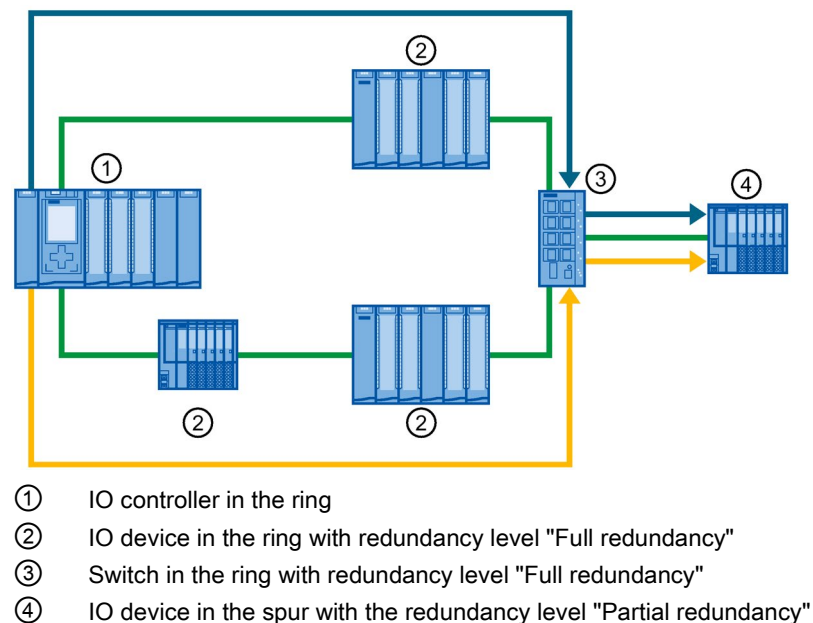 ②
①
③
④
②
②
① IO controller in the ring
② IO device in the ring with redundancy level "Full redundancy"
③ Switch in the ring with redundancy level "Full redundancy"
④ IO device in the spur with the redundancy level "Partial redundancy"